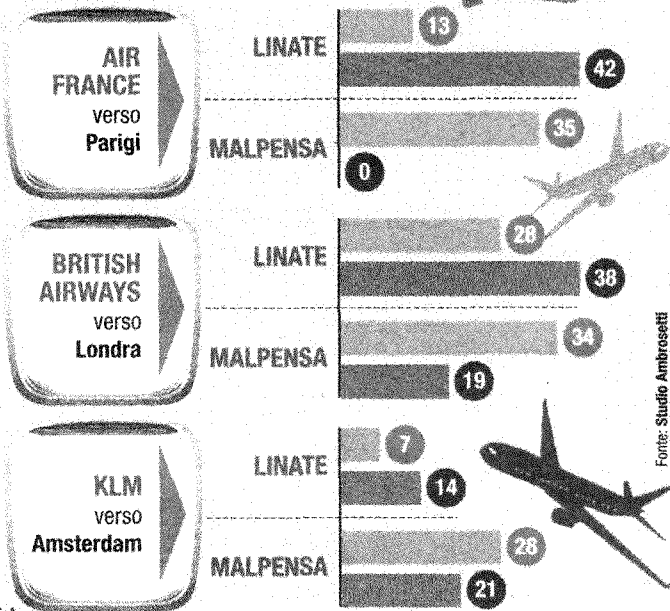 AIR
FRANCE
verso
Parigi
LINATE
13
42
MALPENSA
35
0
BRITISH
AIRWAYS
verso
Londra
LINATE
28
38
MALPENSA
34
19
KLM
verso
Amsterdam
LINATE
7
14
MALPENSA
28
21
Fonte: Studio Ambrosetti